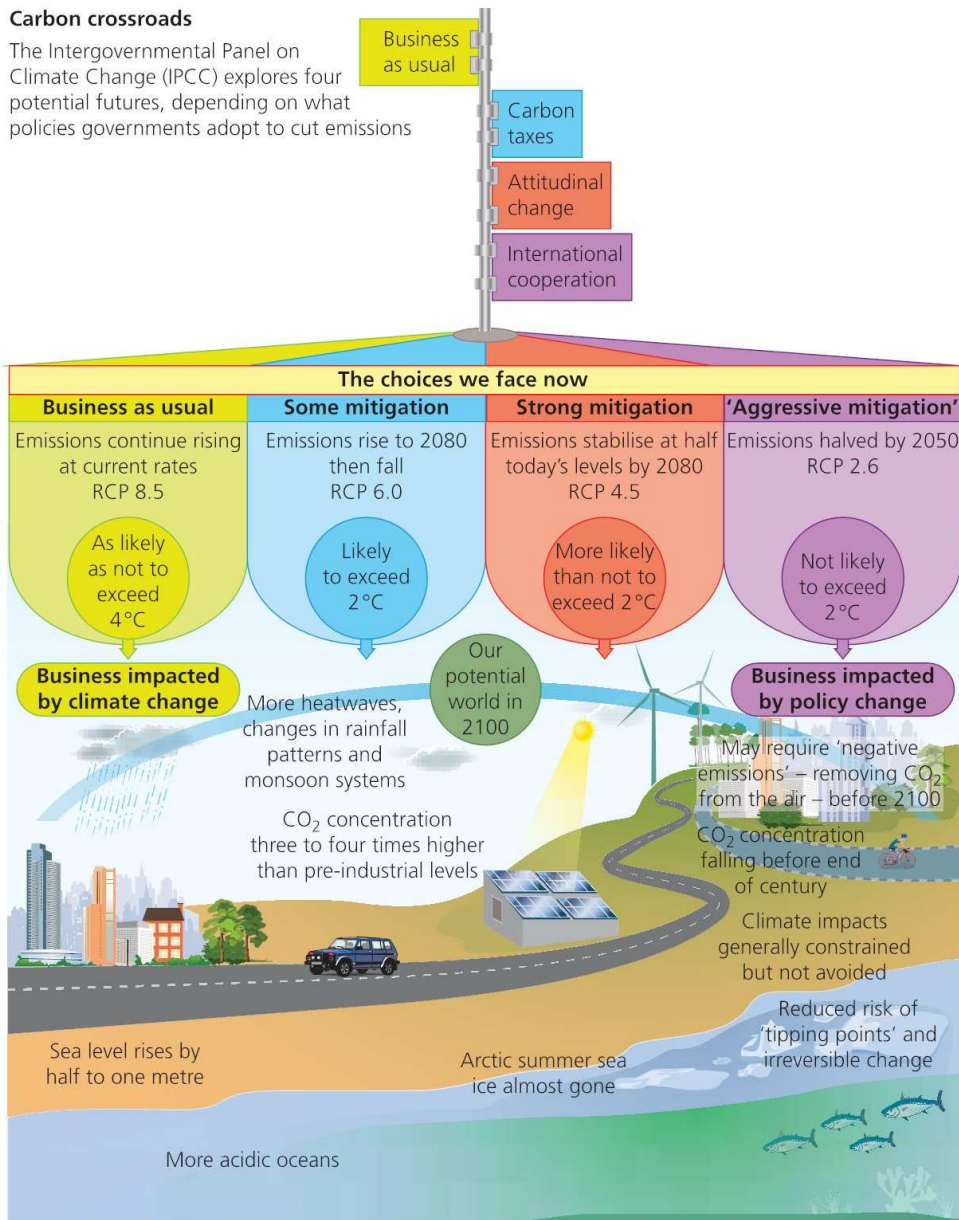 Carbon crossroads
The Intergovernmental Panel on
Climate Change (IPCC) explores four
potential futures, depending on what
policies governments adopt to cut emissions
Business
as usual
Carbon
taxes
Attitudinal
change
International
cooperation
The choices we face now
Business as usual
Emissions continue rising
at current rates
RCP 8.5
As likely
as not to
exceed
4°C
Business impacted
by climate change
Some mitigation
Emissions rise to 2080
then fall
RCP 6.0
Likely
to exceed
2°C
Strong mitigation
Emissions stabilise at half
today's levels by 2080
RCP 4.5
More likely
than not to
exceed 2°C
'Aggressive mitigation'
Emissions halved by 2050
RCP 2.6
Not likely
to exceed
2°C
Business impacted
by policy change
Our
potential
world in
2100
More heatwaves,
changes in rainfall
patterns and
monsoon systems
CO₂ concentration
three to four times higher
than pre-industrial levels
May require 'negative
emissions' – removing CO₂
from the air – before 2100
CO₂ concentration
falling before end
of century
Climate impacts
generally constrained
but not avoided
Reduced risk of
'tipping points' and
irreversible change
Sea level rises by
half to one metre
Arctic summer sea
ice almost gone
More acidic oceans